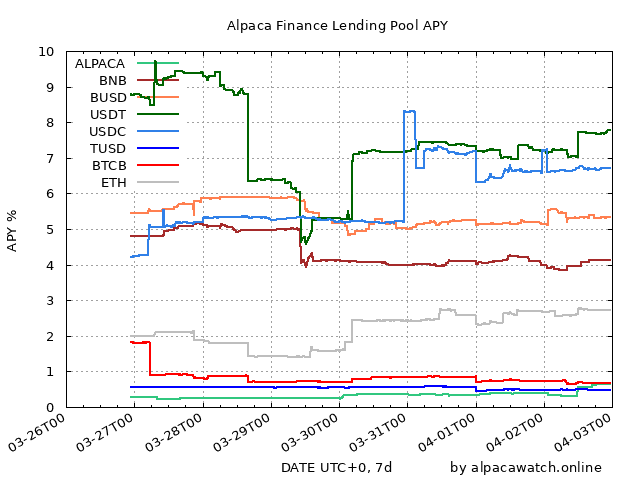 Alpaca Finance Lending Pool APY
APY %
10
9
8
7
6
5
4
3
2
1
0
ALPACA
BNB
BUSD
USDT
USDC
TUSD
BTCB
ETH
03-26T00
03-27T00
03-28T00
03-29T00
03-30T00
03-31T00
04-01T00
04-02T00
04-03T00
DATE UTC+0, 7d
by alpacawatch.online